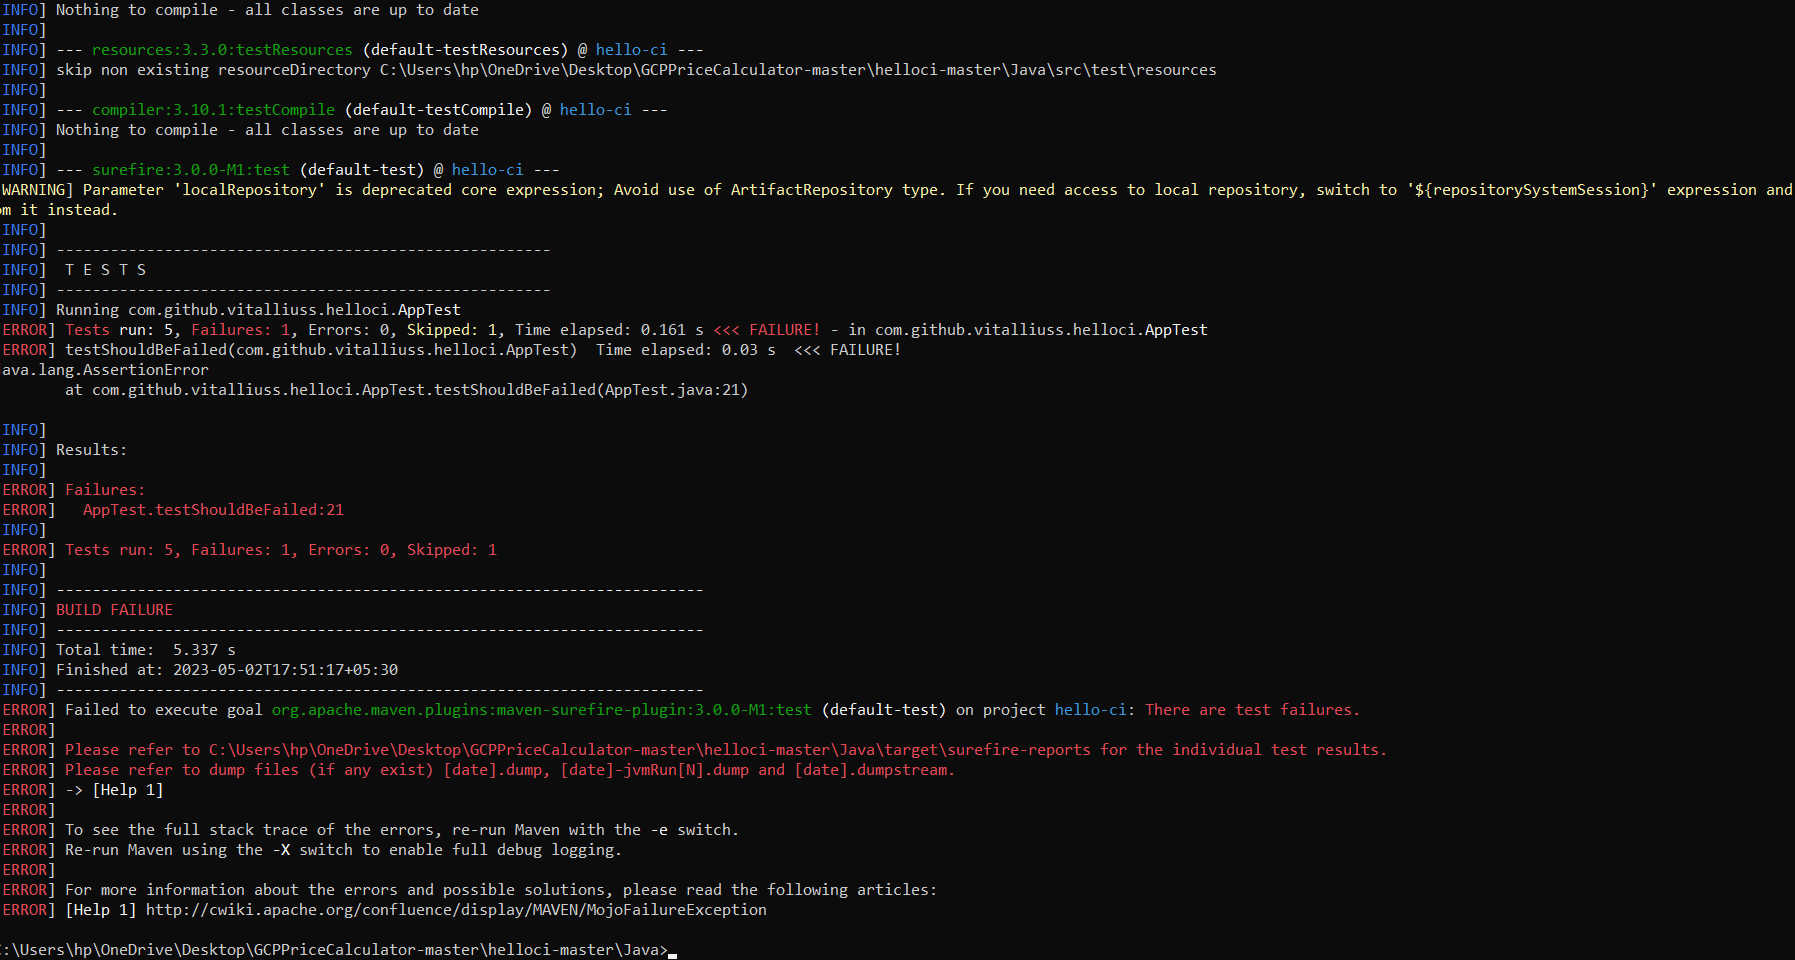 INFO] Nothing to compile - all classes are up to date
INFO]
INFO] --- resources:3.3.0:testResources (default-testResources) @ hello-ci ---
INFO] skip non existing resourceDirectory C:\Users\hp\OneDrive\Desktop\GCPPriceCalculator-master\helloci-master\Java\src\test\resources
INFO]
INFO] --- compiler:3.10.1:testCompile (default-testCompile) @ hello-ci ---
INFO] Nothing to compile - all classes are up to date
INFO]
INFO] --- surefire:3.0.0-M1:test (default-test) @ hello-ci ---
WARNING] Parameter 'localRepository' is deprecated core expression; Avoid use of ArtifactRepository type. If you need access to local repository, switch to '${repositorySystemSession}' expression and
om it instead.
INFO]
INFO] -------------------------------------------------------
INFO]  T E S T S
INFO] -------------------------------------------------------
INFO] Running com.github.vitalliuss.helloci.AppTest
ERROR] Tests run: 5, Failures: 1, Errors: 0, Skipped: 1, Time elapsed: 0.161 s <<< FAILURE! - in com.github.vitalliuss.helloci.AppTest
ERROR] testShouldBeFailed(com.github.vitalliuss.helloci.AppTest)  Time elapsed: 0.03 s  <<< FAILURE!
ava.lang.AssertionError
at com.github.vitalliuss.helloci.AppTest.testShouldBeFailed(AppTest.java:21)
INFO]
INFO] Results:
INFO]
ERROR] Failures:
ERROR]   AppTest.testShouldBeFailed:21
INFO]
ERROR] Tests run: 5, Failures: 1, Errors: 0, Skipped: 1
INFO]
INFO] ------------------------------------------------------------------------
INFO] BUILD FAILURE
INFO] ------------------------------------------------------------------------
INFO] Total time:  5.337 s
INFO] Finished at: 2023-05-02T17:51:17+05:30
INFO] ------------------------------------------------------------------------
ERROR] Failed to execute goal org.apache.maven.plugins:maven-surefire-plugin:3.0.0-M1:test (default-test) on project hello-ci: There are test failures.
ERROR]
ERROR] Please refer to C:\Users\hp\OneDrive\Desktop\GCPPriceCalculator-master\helloci-master\Java\target\surefire-reports for the individual test results.
ERROR] Please refer to dump files (if any exist) [date].dump, [date]-jvmRun[N].dump and [date].dumpstream.
ERROR] -> [Help 1]
ERROR]
ERROR] To see the full stack trace of the errors, re-run Maven with the -e switch.
ERROR] Re-run Maven using the -X switch to enable full debug logging.
ERROR]
ERROR] For more information about the errors and possible solutions, please read the following articles:
ERROR] [Help 1] http://cwiki.apache.org/confluence/display/MAVEN/MojoFailureException
:\Users\hp\OneDrive\Desktop\GCPPriceCalculator-master\helloci-master\Java>